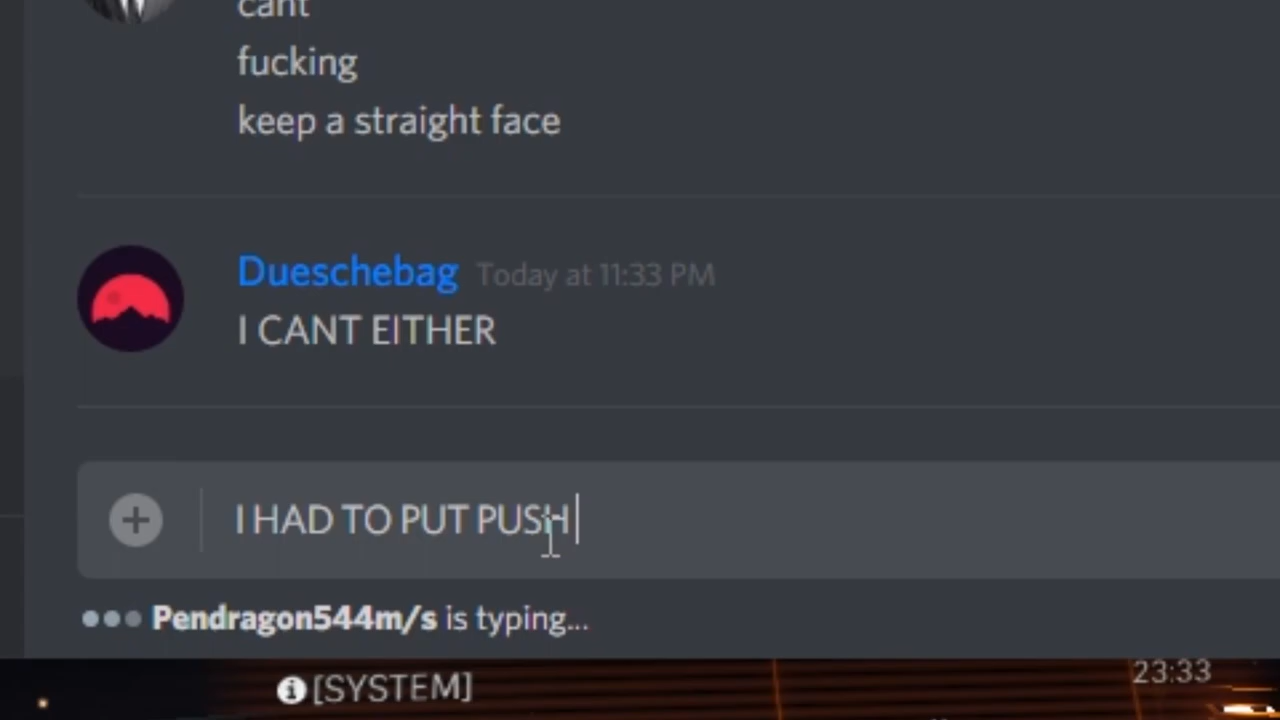 cant
fucking
keep a straight face
Dueschebag Today at 11:33 PM
I CANT EITHER
I HAD TO PUT PUSH
Pendragon544m/s is typing...
[SYSTEM]
23:33